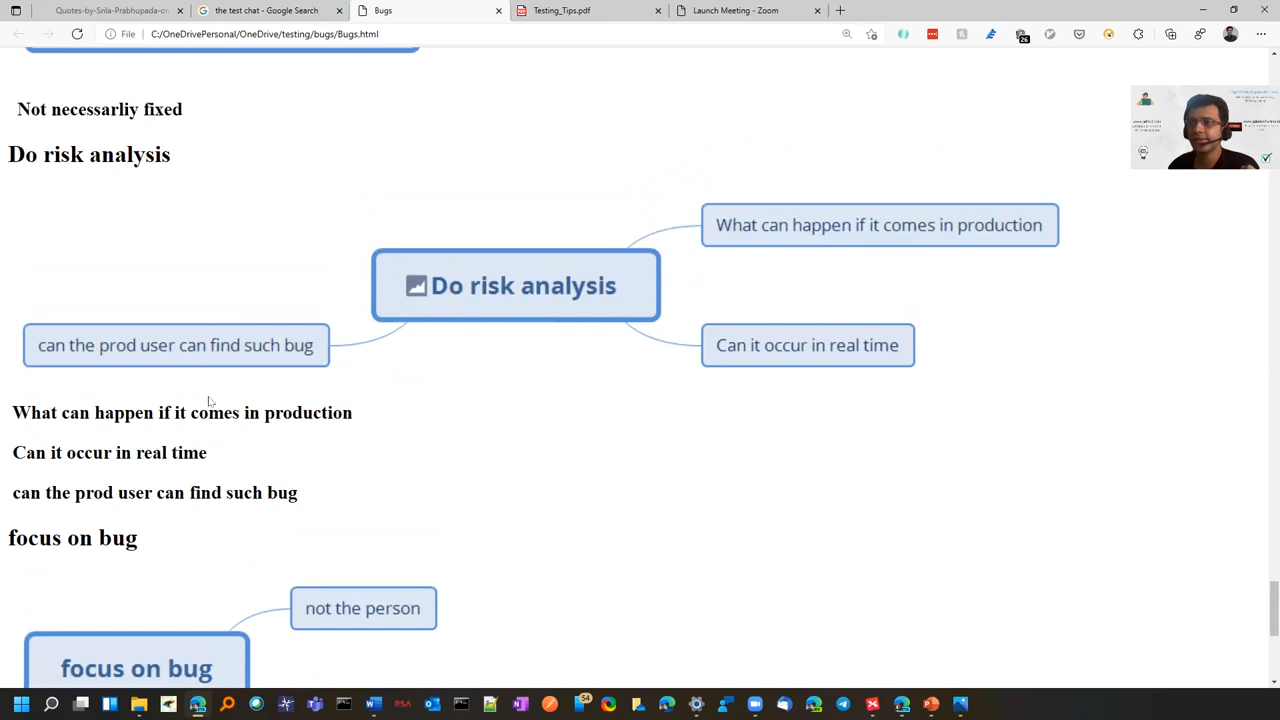 Quotes-by-Srila-Prabhupada-on
the test chat - Google Search
Bugs
Testing_Tips.pdf
Launch Meeting - Zoom
File
C:/OneDrivePersonal/OneDrive/testing/bugs/Bugs.html
26
Not necessarliy fixed
Do risk analysis
What can happen if it comes in production
Do risk analysis
can the prod user can find such bug
Can it occur in real time
What can happen if it comes in production
Can it occur in real time
can the prod user can find such bug
focus on bug
not the person
focus on bug
RSA
54